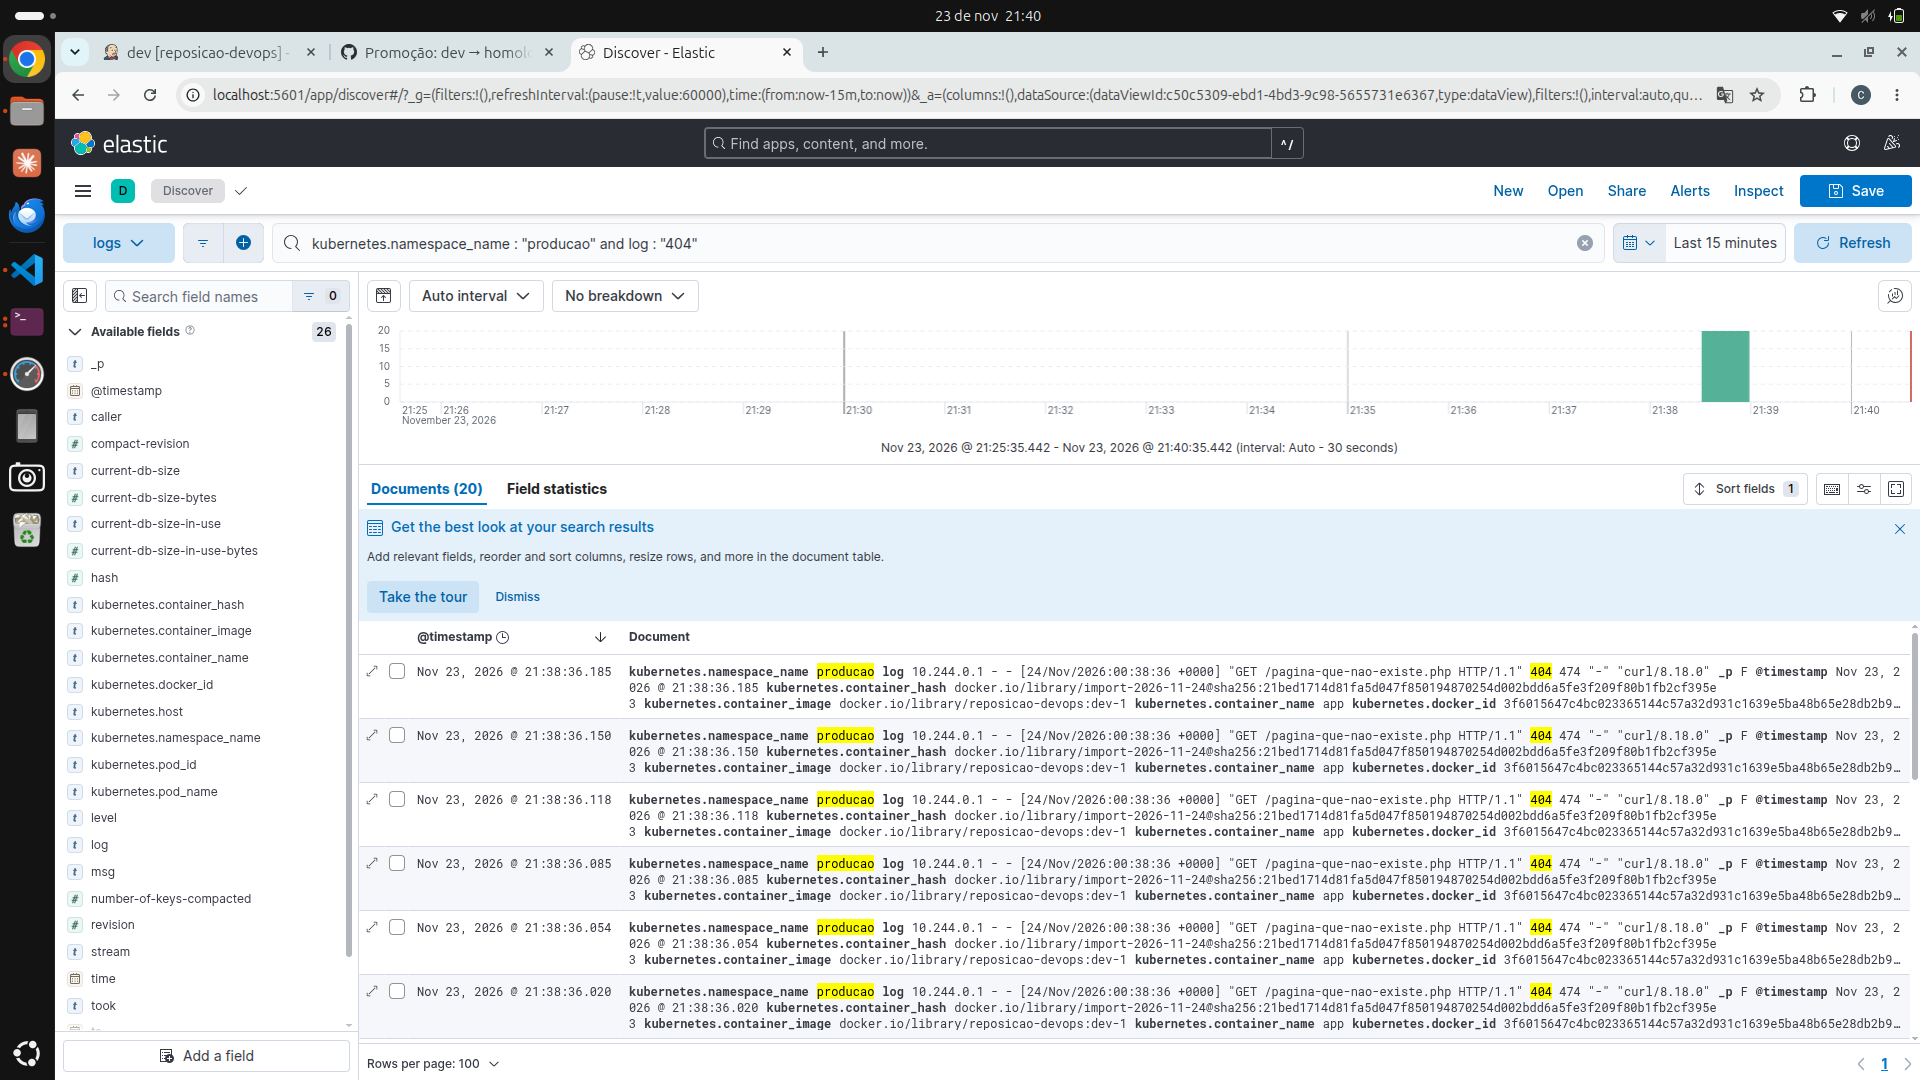 23 de nov  21:40
dev [reposicao-devops] -
Promoção: dev → homol
Discover - Elastic
localhost:5601/app/discover#/?_g=(filters:!(),refreshInterval:(pause:!t,value:60000),time:(from:now-15m,to:now))&_a=(columns:!(),dataSource:(dataViewId:c50c5309-ebd1-4bd3-9c98-5655731e6367,type:dataView),filters:!(),interval:auto,qu...
C
elastic
Find apps, content, and more.
^/
D
Discover
New
Open
Share
Alerts
Inspect
Save
logs
kubernetes.namespace_name : "producao" and log : "404"
Last 15 minutes
Refresh
Search field names
0
Auto interval
No breakdown
Available fields
26
_p
@timestamp
caller
compact-revision
current-db-size
current-db-size-bytes
current-db-size-in-use
current-db-size-in-use-bytes
hash
kubernetes.container_hash
kubernetes.container_image
kubernetes.container_name
kubernetes.docker_id
kubernetes.host
kubernetes.namespace_name
kubernetes.pod_id
kubernetes.pod_name
level
log
msg
number-of-keys-compacted
revision
stream
time
took
Add a field
20
15
10
5
0
21:25 21:26 21:27 21:28 21:29 21:30 21:31 21:32 21:33 21:34 21:35 21:36 21:37 21:38 21:39 21:40
November 23, 2026
Nov 23, 2026 @ 21:25:35.442 - Nov 23, 2026 @ 21:40:35.442 (interval: Auto - 30 seconds)
Documents (20)
Field statistics
Sort fields 1
Get the best look at your search results
Add relevant fields, reorder and sort columns, resize rows, and more in the document table.
Take the tour
Dismiss
@timestamp
Document
Nov 23, 2026 @ 21:38:36.185 kubernetes.namespace_name producao log 10.244.0.1 - - [24/Nov/2026:00:38:36 +0000] "GET /pagina-que-nao-existe.php HTTP/1.1" 404 474 "-" "curl/8.18.0" _p F @timestamp Nov 23, 2
026 @ 21:38:36.185 kubernetes.container_hash docker.io/library/import-2026-11-24@sha256:21bed1714d81fa5d047f850194870254d002bdd6a5fe3f209f80b1fb2cf395e
3 kubernetes.container_image docker.io/library/reposicao-devops:dev-1 kubernetes.container_name app kubernetes.docker_id 3f6015647c4bc023365144c57a32d931c1639e5ba48b65e28db2b9…
Nov 23, 2026 @ 21:38:36.150 kubernetes.namespace_name producao log 10.244.0.1 - - [24/Nov/2026:00:38:36 +0000] "GET /pagina-que-nao-existe.php HTTP/1.1" 404 474 "-" "curl/8.18.0" _p F @timestamp Nov 23, 2
026 @ 21:38:36.150 kubernetes.container_hash docker.io/library/import-2026-11-24@sha256:21bed1714d81fa5d047f850194870254d002bdd6a5fe3f209f80b1fb2cf395e
3 kubernetes.container_image docker.io/library/reposicao-devops:dev-1 kubernetes.container_name app kubernetes.docker_id 3f6015647c4bc023365144c57a32d931c1639e5ba48b65e28db2b9…
Nov 23, 2026 @ 21:38:36.118 kubernetes.namespace_name producao log 10.244.0.1 - - [24/Nov/2026:00:38:36 +0000] "GET /pagina-que-nao-existe.php HTTP/1.1" 404 474 "-" "curl/8.18.0" _p F @timestamp Nov 23, 2
026 @ 21:38:36.118 kubernetes.container_hash docker.io/library/import-2026-11-24@sha256:21bed1714d81fa5d047f850194870254d002bdd6a5fe3f209f80b1fb2cf395e
3 kubernetes.container_image docker.io/library/reposicao-devops:dev-1 kubernetes.container_name app kubernetes.docker_id 3f6015647c4bc023365144c57a32d931c1639e5ba48b65e28db2b9…
Nov 23, 2026 @ 21:38:36.085 kubernetes.namespace_name producao log 10.244.0.1 - - [24/Nov/2026:00:38:36 +0000] "GET /pagina-que-nao-existe.php HTTP/1.1" 404 474 "-" "curl/8.18.0" _p F @timestamp Nov 23, 2
026 @ 21:38:36.085 kubernetes.container_hash docker.io/library/import-2026-11-24@sha256:21bed1714d81fa5d047f850194870254d002bdd6a5fe3f209f80b1fb2cf395e
3 kubernetes.container_image docker.io/library/reposicao-devops:dev-1 kubernetes.container_name app kubernetes.docker_id 3f6015647c4bc023365144c57a32d931c1639e5ba48b65e28db2b9…
Nov 23, 2026 @ 21:38:36.054 kubernetes.namespace_name producao log 10.244.0.1 - - [24/Nov/2026:00:38:36 +0000] "GET /pagina-que-nao-existe.php HTTP/1.1" 404 474 "-" "curl/8.18.0" _p F @timestamp Nov 23, 2
026 @ 21:38:36.054 kubernetes.container_hash docker.io/library/import-2026-11-24@sha256:21bed1714d81fa5d047f850194870254d002bdd6a5fe3f209f80b1fb2cf395e
3 kubernetes.container_image docker.io/library/reposicao-devops:dev-1 kubernetes.container_name app kubernetes.docker_id 3f6015647c4bc023365144c57a32d931c1639e5ba48b65e28db2b9…
Nov 23, 2026 @ 21:38:36.020 kubernetes.namespace_name producao log 10.244.0.1 - - [24/Nov/2026:00:38:36 +0000] "GET /pagina-que-nao-existe.php HTTP/1.1" 404 474 "-" "curl/8.18.0" _p F @timestamp Nov 23, 2
026 @ 21:38:36.020 kubernetes.container_hash docker.io/library/import-2026-11-24@sha256:21bed1714d81fa5d047f850194870254d002bdd6a5fe3f209f80b1fb2cf395e
3 kubernetes.container_image docker.io/library/reposicao-devops:dev-1 kubernetes.container_name app kubernetes.docker_id 3f6015647c4bc023365144c57a32d931c1639e5ba48b65e28db2b9…
Rows per page: 100
1